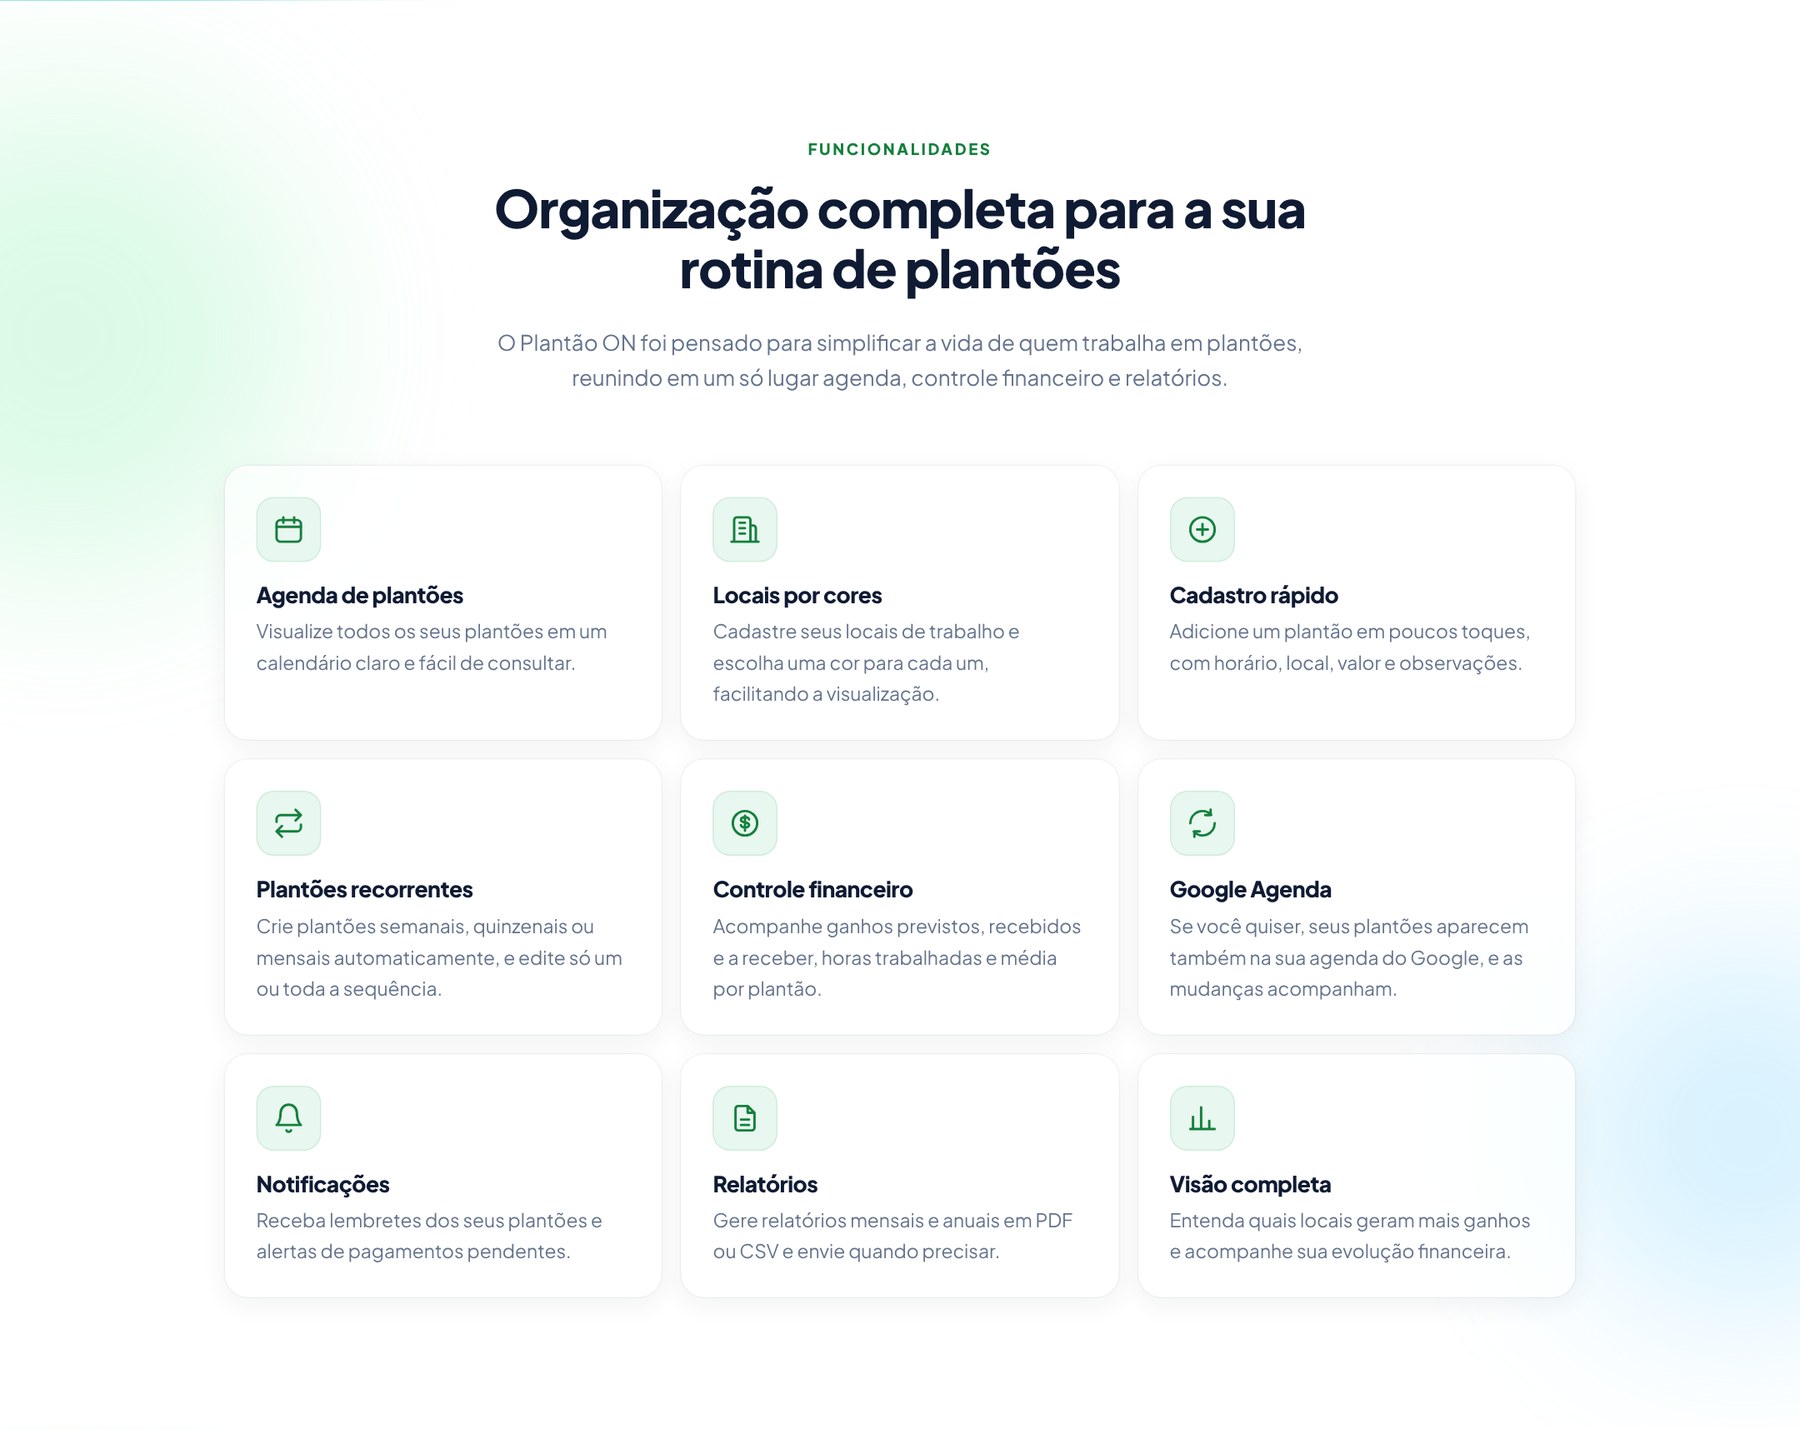 FUNCIONALIDADES
Organização completa para a sua
rotina de plantões
O Plantão ON foi pensado para simplificar a vida de quem trabalha em plantões,
reunindo em um só lugar agenda, controle financeiro e relatórios.
Agenda de plantões
Visualize todos os seus plantões em um
calendário claro e fácil de consultar.
Locais por cores
Cadastre seus locais de trabalho e
escolha uma cor para cada um,
facilitando a visualização.
Cadastro rápido
Adicione um plantão em poucos toques,
com horário, local, valor e observações.
Plantões recorrentes
Crie plantões semanais, quinzenais ou
mensais automaticamente, e edite só um
ou toda a sequência.
Controle financeiro
Acompanhe ganhos previstos, recebidos
e a receber, horas trabalhadas e média
por plantão.
Google Agenda
Se você quiser, seus plantões aparecem
também na sua agenda do Google, e as
mudanças acompanham.
Notificações
Receba lembretes dos seus plantões e
alertas de pagamentos pendentes.
Relatórios
Gere relatórios mensais e anuais em PDF
ou CSV e envie quando precisar.
Visão completa
Entenda quais locais geram mais ganhos
e acompanhe sua evolução financeira.